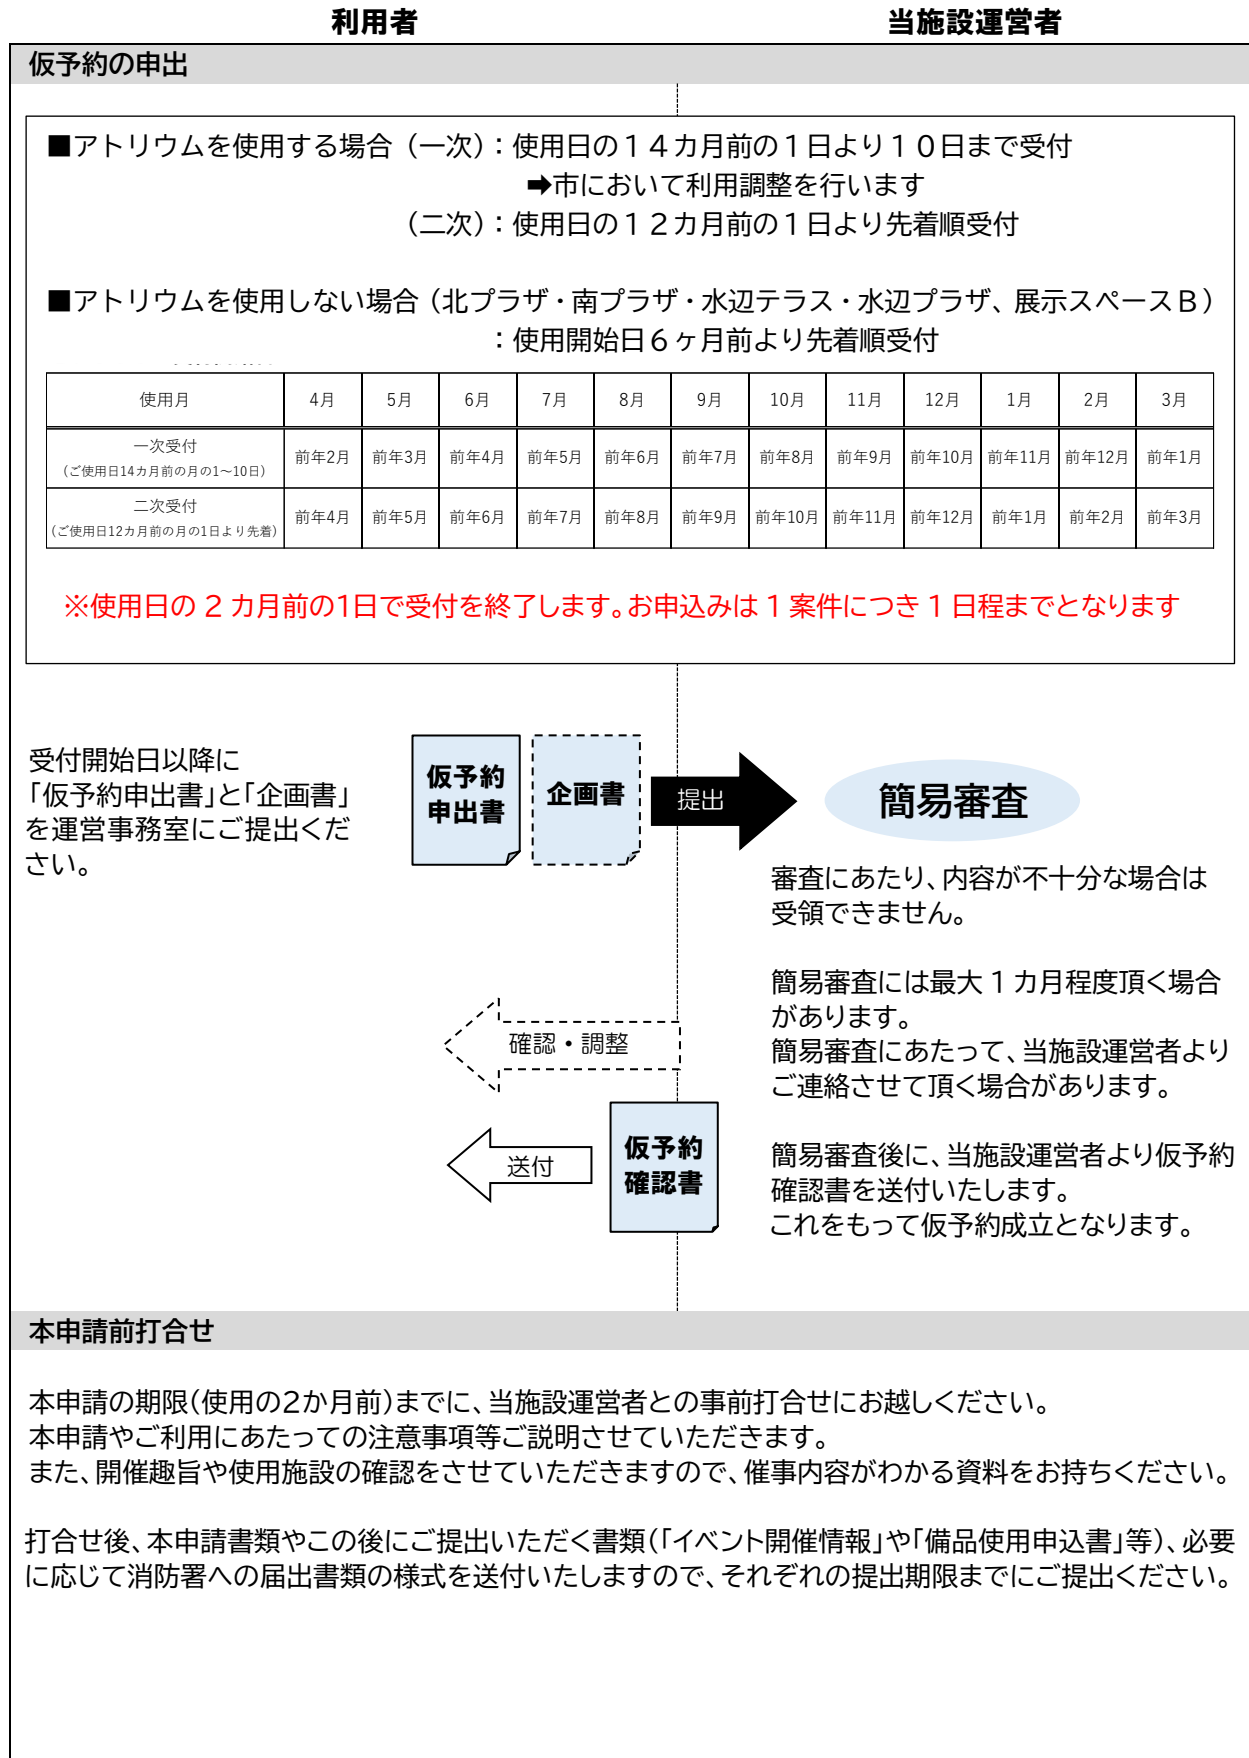 利用者
当施設運営者
仮予約の申出
■アトリウムを使用する場合（一次）：使用日の１４カ月前の１日より１０日まで受付
➡市において利用調整を行います
（二次）：使用日の１２カ月前の１日より先着順受付
■アトリウムを使用しない場合（北プラザ・南プラザ・水辺テラス・水辺プラザ、展示スペースＢ）
：使用開始日６ヶ月前より先着順受付
使用月 4月 5月 6月 7月 8月 9月 10月 11月 12月 1月 2月 3月
一次受付
（ご使用日14カ月前の月の1～10日） 前年2月 前年3月 前年4月 前年5月 前年6月 前年7月 前年8月 前年9月 前年10月 前年11月 前年12月 前年1月
二次受付
（ご使用日12カ月前の月の1日より先着） 前年4月 前年5月 前年6月 前年7月 前年8月 前年9月 前年10月 前年11月 前年12月 前年1月 前年2月 前年3月
※使用日の 2 カ月前の1日で受付を終了します。お申込みは 1 案件につき 1 日程までとなります
受付開始日以降に
「仮予約申出書」と「企画書」
を運営事務室にご提出くだ
さい。
仮予約
申出書
企画書
提出
簡易審査
審査にあたり、内容が不十分な場合は
受領できません。
簡易審査には最大 1 カ月程度頂く場合
があります。
簡易審査にあたって、当施設運営者より
ご連絡させて頂く場合があります。
確認・調整
送付
仮予約
確認書
簡易審査後に、当施設運営者より仮予約
確認書を送付いたします。
これをもって仮予約成立となります。
本申請前打合せ
本申請の期限(使用の2か月前)までに、当施設運営者との事前打合せにお越しください。
本申請やご利用にあたっての注意事項等ご説明させていただきます。
また、開催趣旨や使用施設の確認をさせていただきますので、催事内容がわかる資料をお持ちください。
打合せ後、本申請書類やこの後にご提出いただく書類(「イベント開催情報」や「備品使用申込書」等)、必要
に応じて消防署への届出書類の様式を送付いたしますので、それぞれの提出期限までにご提出ください。